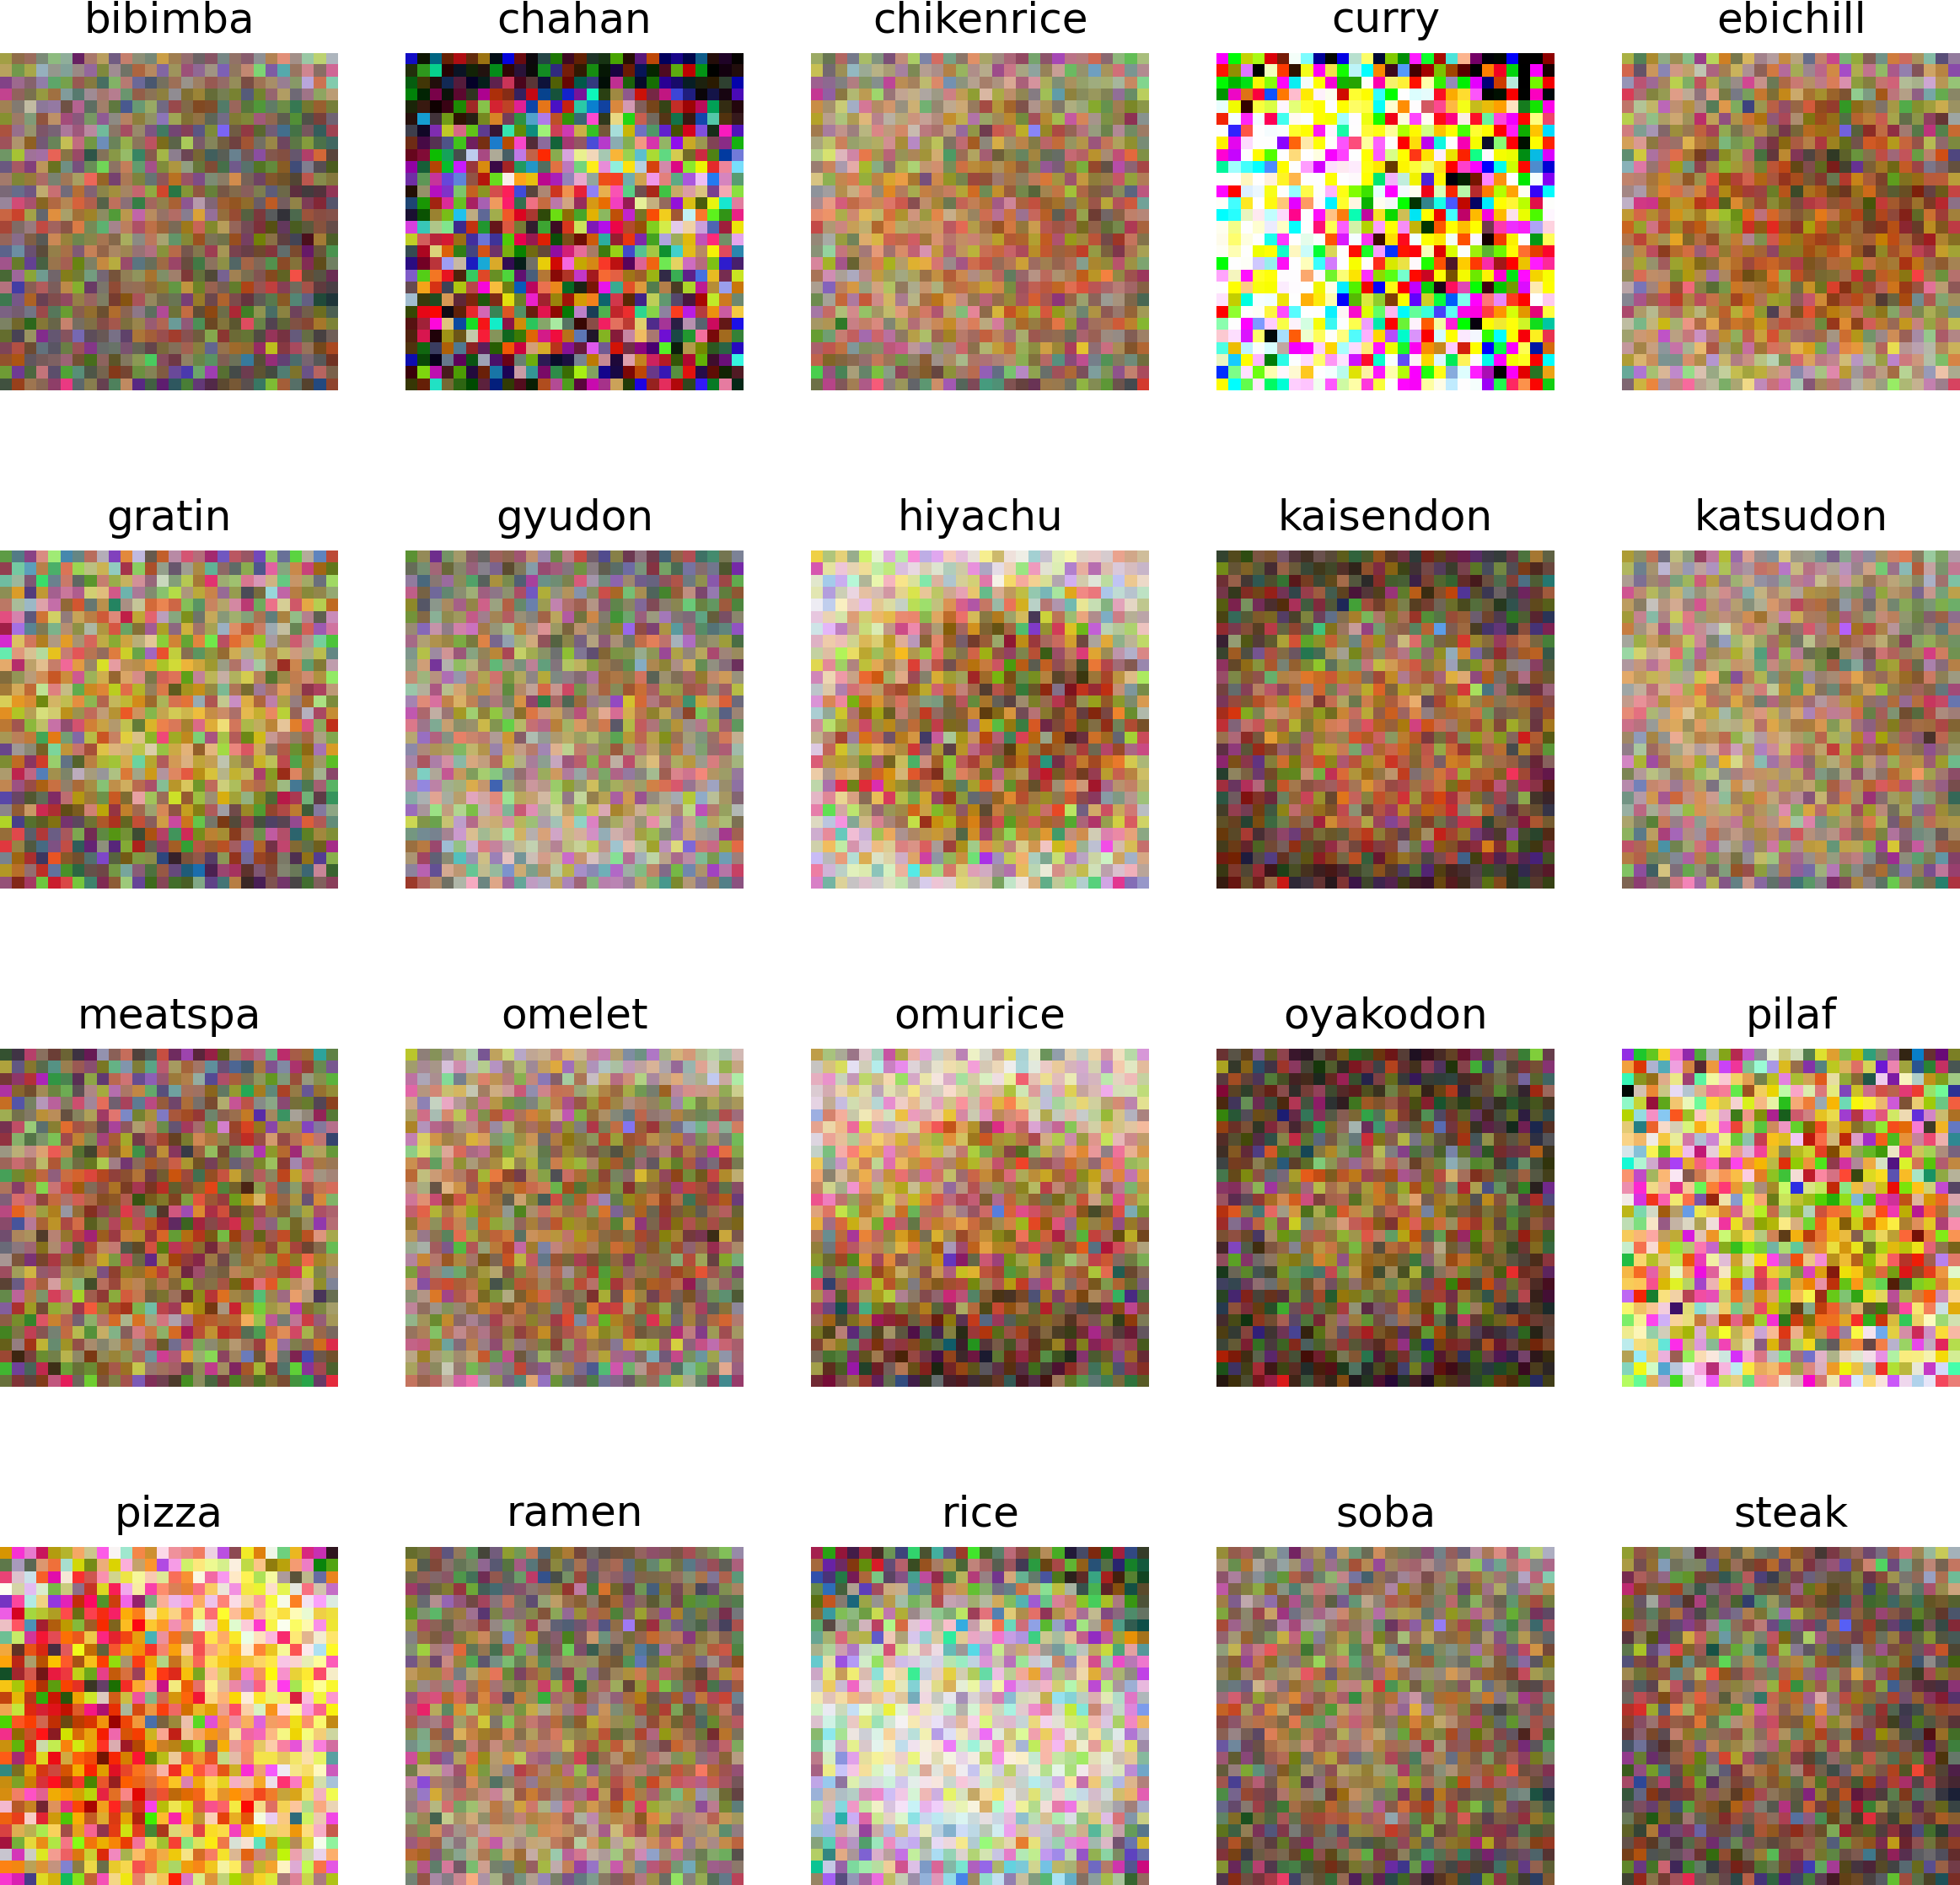 bibimba
chahan
chikenrice
curry
ebichill
gratin
gyudon
hiyachu
kaisendon
katsudon
meatspa
omelet
omurice
oyakodon
pilaf
pizza
ramen
rice
soba
steak